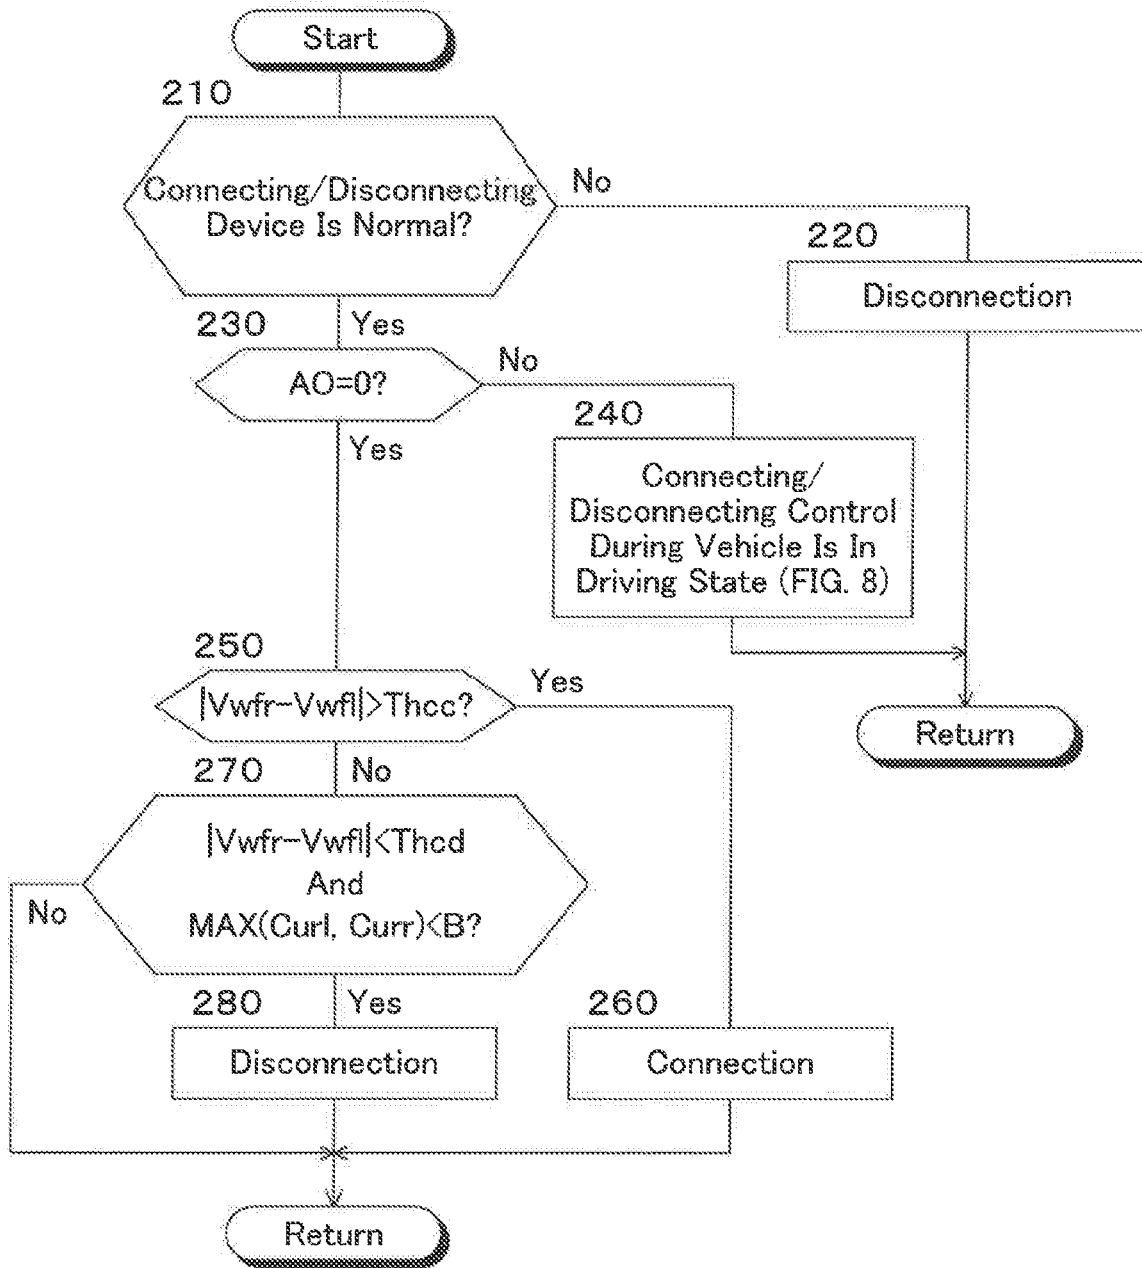 Start
210
Connecting/Disconnecting
Device Is Normal?
No
220
Disconnection
230
Yes
AO=0?
No
240
Yes
Connecting/
Disconnecting Control
During Vehicle Is In
Driving State (FIG. 8)
250
|Vwfr-Vwfl|>Thcc?
Yes
Return
270
No
|Vwfr-Vwfl|<Thcd
And
MAX(Curl, Curr)<B?
No
280
Yes
260
Disconnection
Connection
Return